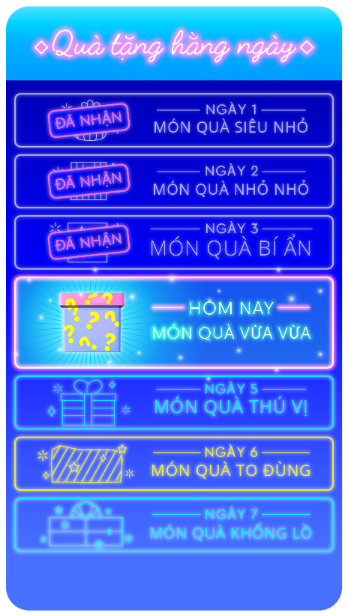 Quà tặng hằng ngày
NGÀY 1
ĐÃ NHẬN
MÓN QUÀ SIÊU NHỎ
NGÀY 2
ĐÃ NHẬN
MÓN QUÀ NHỎ NHỎ
NGÀY 3
ĐÃ NHẬN
MÓN QUÀ BÍ ẨN
HÔM NAY
MÓN QUÀ VỪA VỪA
NGÀY 5
MÓN QUÀ THÚ VỊ
NGÀY 6
MÓN QUÀ TO ĐÙNG
NGÀY 7
MÓN QUÀ KHỔNG LỒ